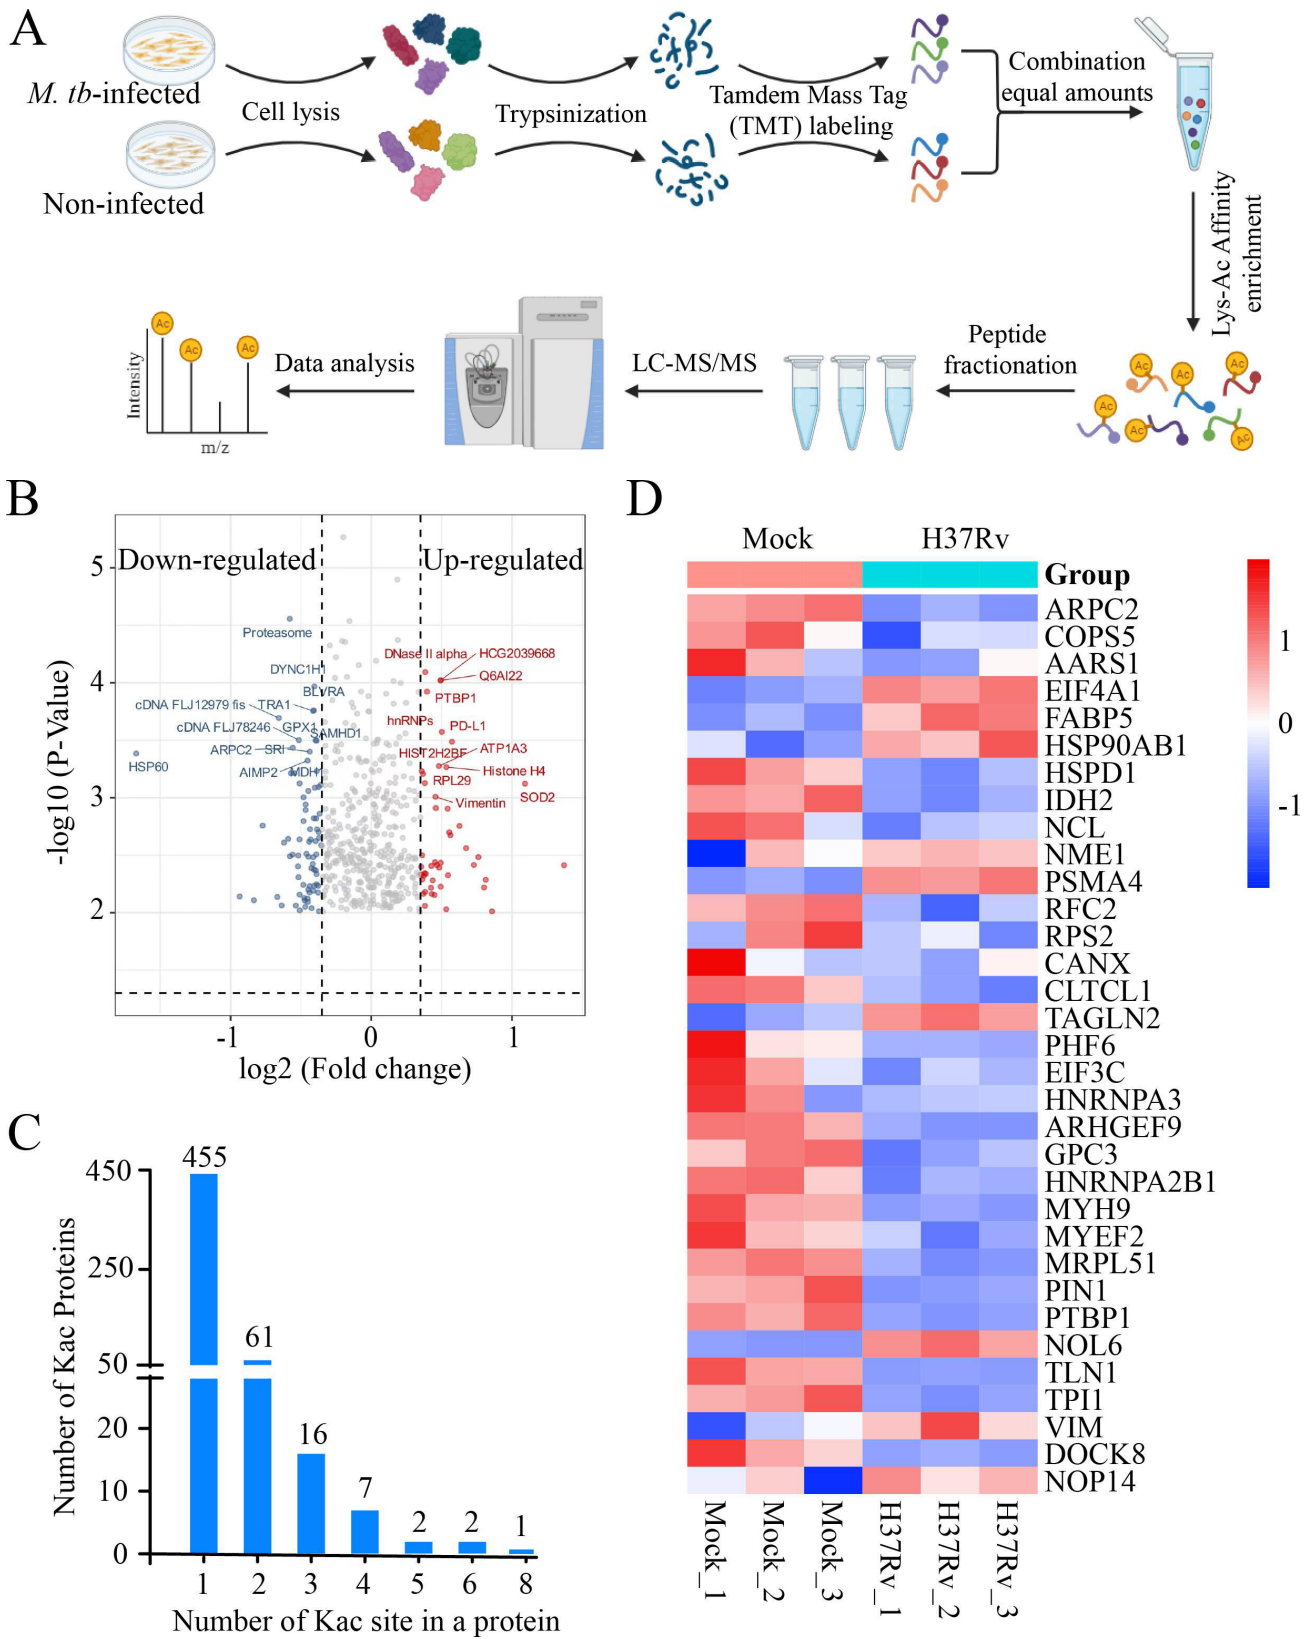 A
M. tb-infected
Non-infected
Cell lysis
Trypsinization
Tamdem Mass Tag
(TMT) labeling
Combination
equal amounts
Lys-Ac Affinity
enrichment
Ac
Ac
Ac
Ac
Ac
Ac
Peptide
fractionation
LC-MS/MS
Data analysis
Ac
Ac
Ac
Intensity
m/z
B
Down-regulated
Up-regulated
5
4
3
2
-log10 (P-Value)
Proteasome
DYNC1H1
BLVRA
cDNA FLJ12979 fis
TRA1
cDNA FLJ78246
GPX1
SAMHD1
ARPC2
SRI
HSP60
AIMP2
MDH1
DNase II alpha
HCG2039668
Q6AI22
PTBP1
hnRNPs
PD-L1
HIST2H2BF
ATP1A3
Histone H4
RPL29
SOD2
Vimentin
-1
0
1
log2 (Fold change)
C
Number of Kac Proteins
450
250
50
20
10
0
455
61
16
7
2
2
1
1
2
3
4
5
6
8
Number of Kac site in a protein
D
Mock
H37Rv
Group
ARPC2
COPS5
AARS1
EIF4A1
FABP5
HSP90AB1
HSPD1
IDH2
NCL
NME1
PSMA4
RFC2
RPS2
CANX
CLTCL1
TAGLN2
PHF6
EIF3C
HNRNPA3
ARHGEF9
GPC3
HNRNPA2B1
MYH9
MYEF2
MRPL51
PIN1
PTBP1
NOL6
TLN1
TPI1
VIM
DOCK8
NOP14
Mock_1
Mock_2
Mock_3
H37Rv_1
H37Rv_2
H37Rv_3
1
0
-1